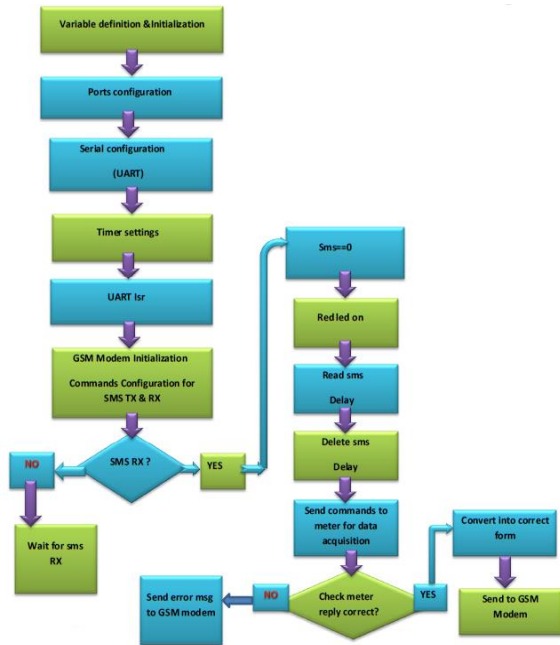 Variable definition &Initialization
Ports configuration
Serial configuration
(UART)
Timer settings
UART Isr
GSM Modem Initialization
Commands Configuration for
SMS TX & RX
SMS RX ?
NO
Wait for sms
RX
YES
Sms==0
Red led on
Read sms
Delay
Delete sms
Delay
Send commands to
meter for data
acquisition
Check meter
reply correct?
NO
Send error msg
to GSM modem
YES
Convert into correct
form
Send to GSM
Modem